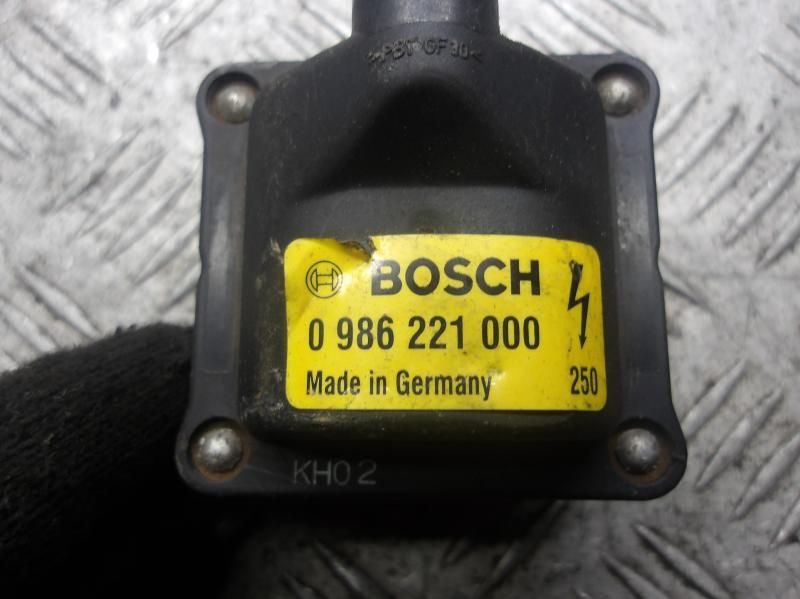 >PBT GF30<
BOSCH
0 986 221 000
Made in Germany 250
KH02